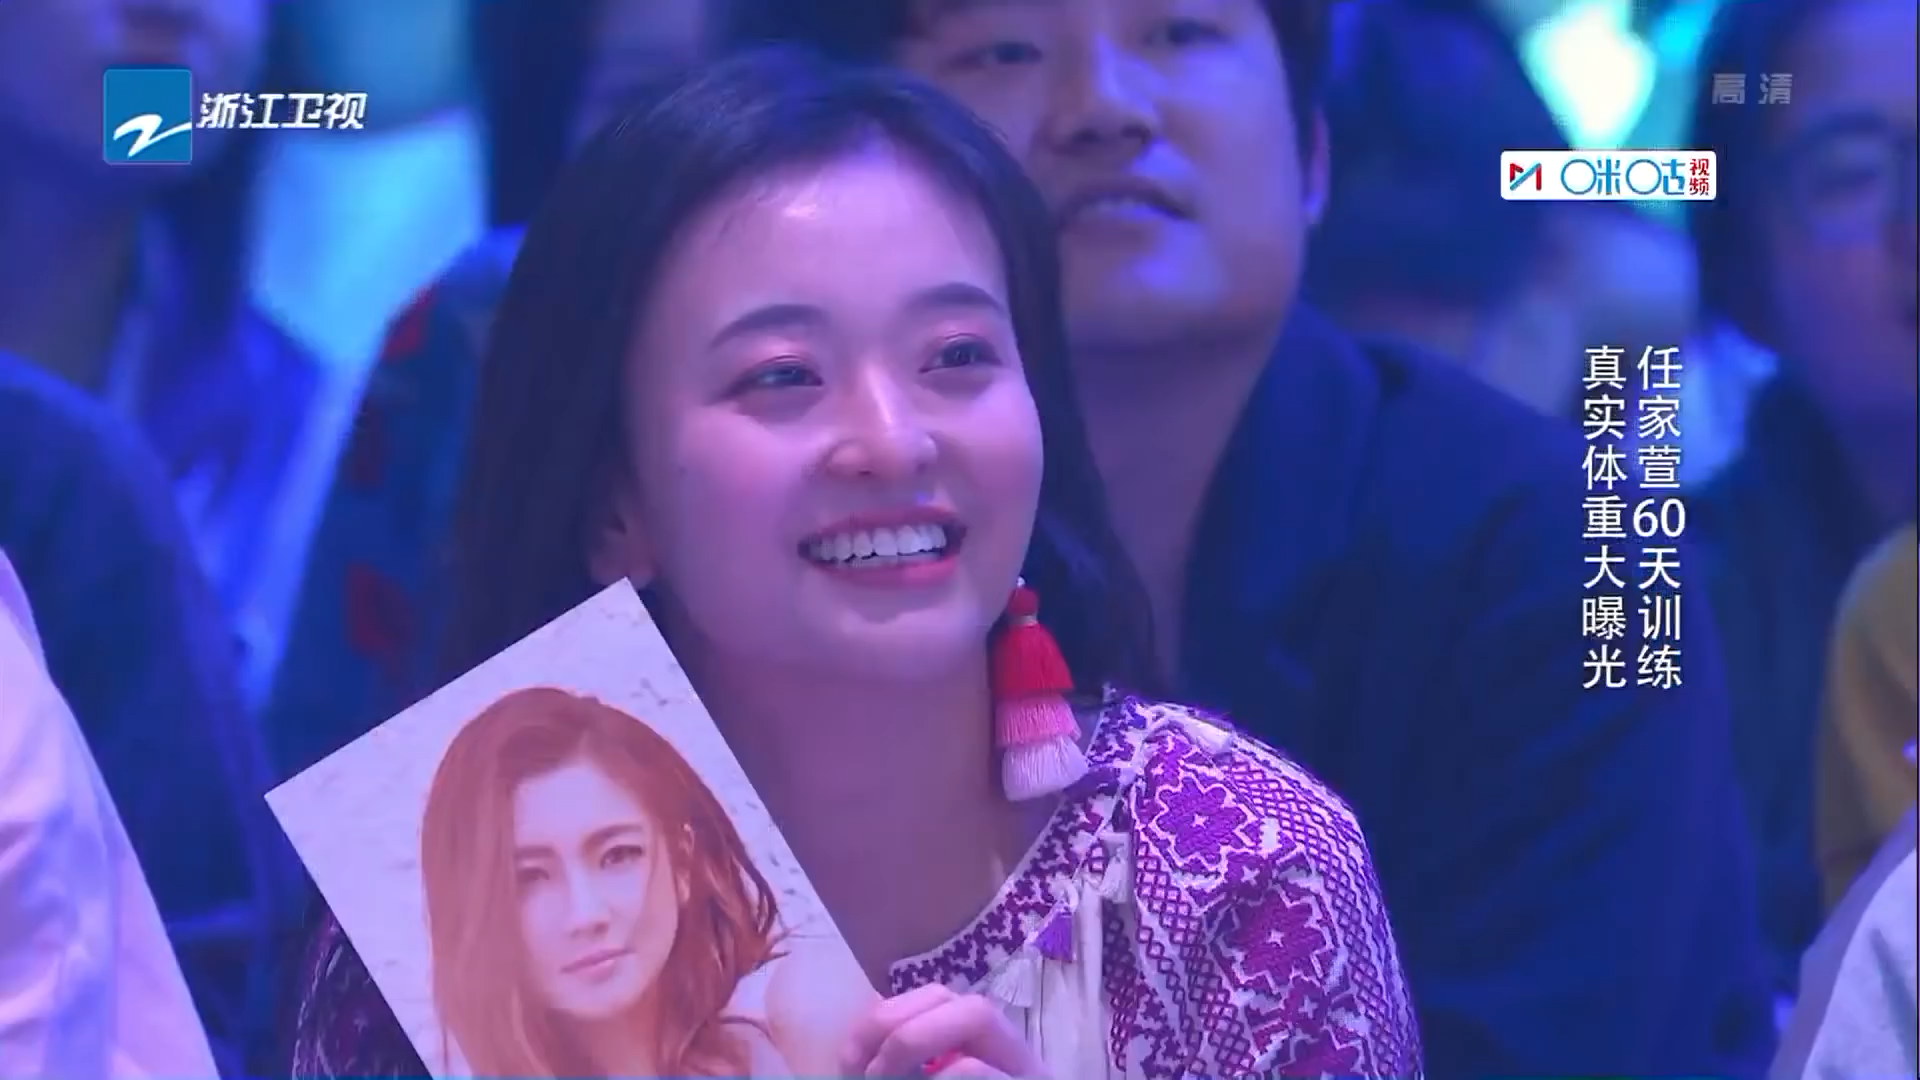 浙江卫视
高清
咪咕视频
任家萱60天训练
真实体重大曝光